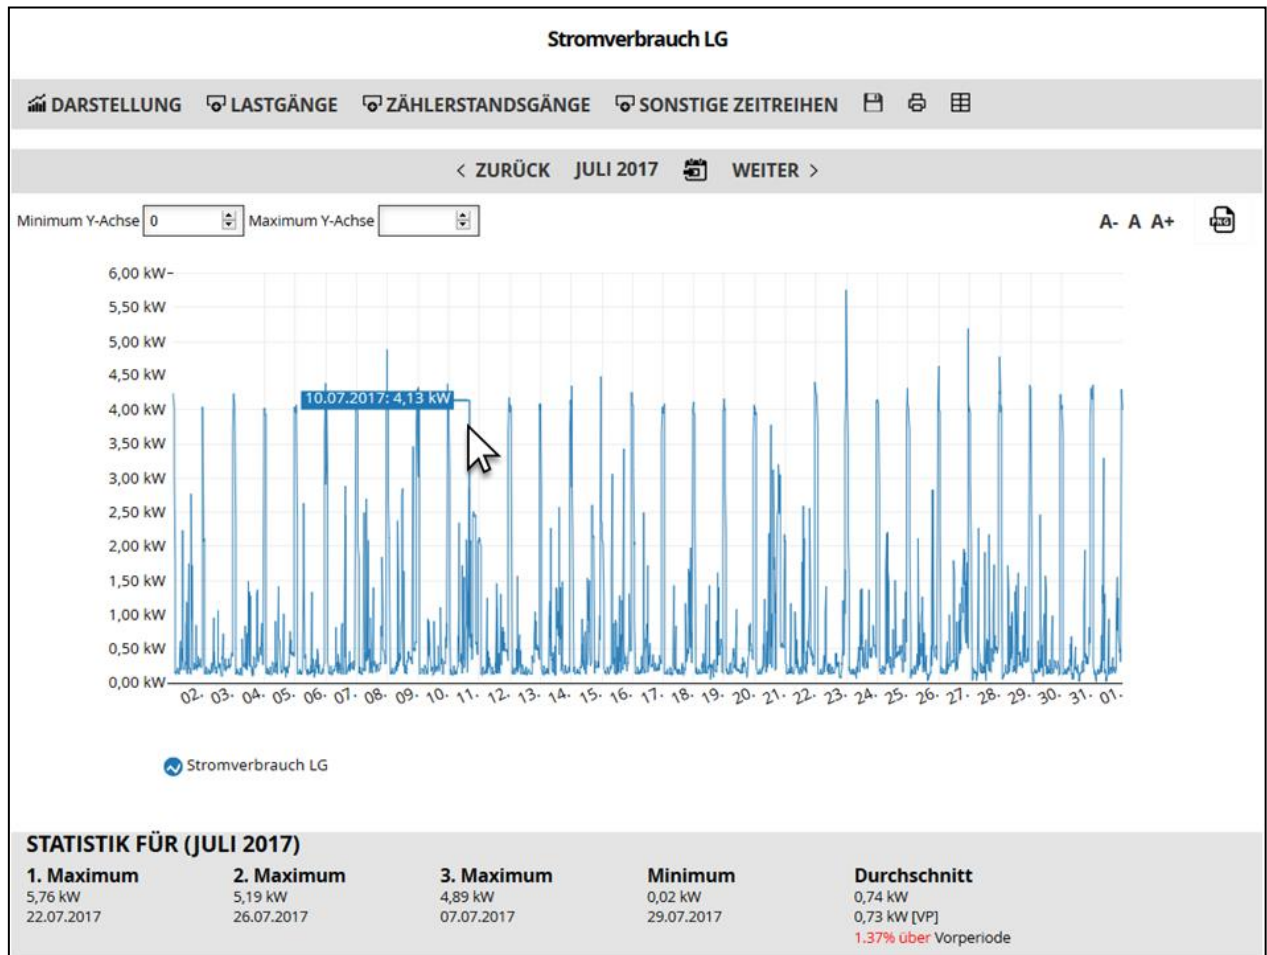 Stromverbrauch LG
DARSTELLUNG LASTGÄNGE ZÄHLERSTANDSGÄNGE SONSTIGE ZEITREIHEN
< ZURÜCK JULI 2017 WEITER >
Minimum Y-Achse 0 Maximum Y-Achse A- A A+ PNG
6,00 kW
5,50 kW
5,00 kW
4,50 kW
10.07.2017: 4,13 kW
4,00 kW
3,50 kW
3,00 kW
2,50 kW
2,00 kW
1,50 kW
1,00 kW
0,50 kW
0,00 kW
02. 03. 04. 05. 06. 07. 08. 09. 10. 11. 12. 13. 14. 15. 16. 17. 18. 19. 20. 21. 22. 23. 24. 25. 26. 27. 28. 29. 30. 31. 01.
Stromverbrauch LG
STATISTIK FÜR (JULI 2017)
1. Maximum 2. Maximum 3. Maximum Minimum Durchschnitt
5,76 kW 5,19 kW 4,89 kW 0,02 kW 0,74 kW
22.07.2017 26.07.2017 07.07.2017 29.07.2017 0,73 kW [VP]
1.37% über Vorperiode